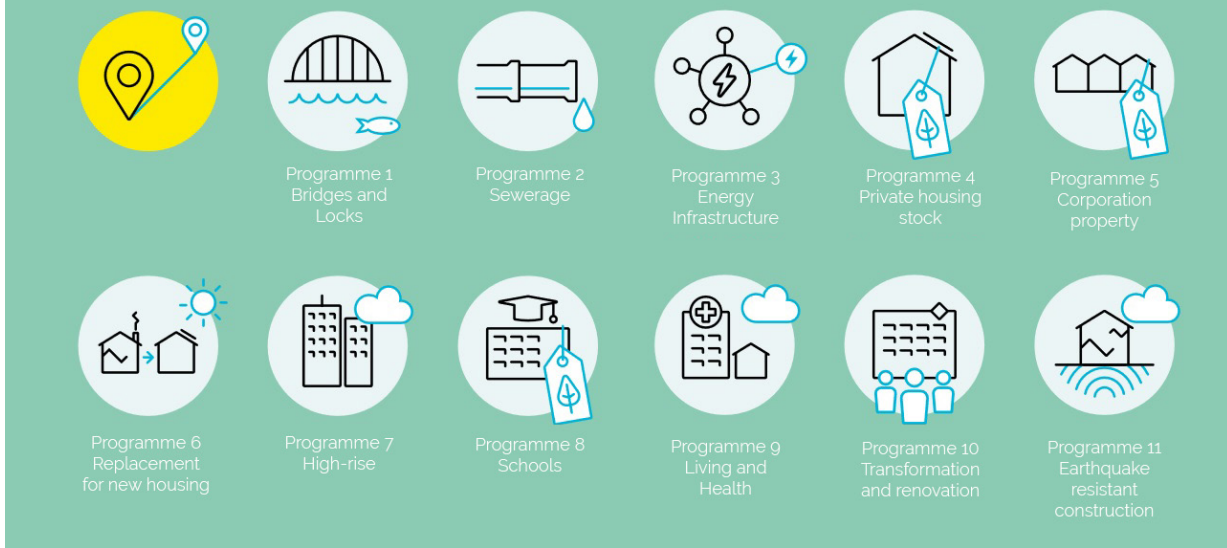 Programme 1
Bridges and
Locks
Programme 2
Sewerage
Programme 3
Energy
Infrastructure
Programme 4
Private housing
stock
Programme 5
Corporation
property
Programme 6
Replacement
for new housing
Programme 7
High-rise
Programme 8
Schools
Programme 9
Living and
Health
Programme 10
Transformation
and renovation
Programme 11
Earthquake
resistant
construction